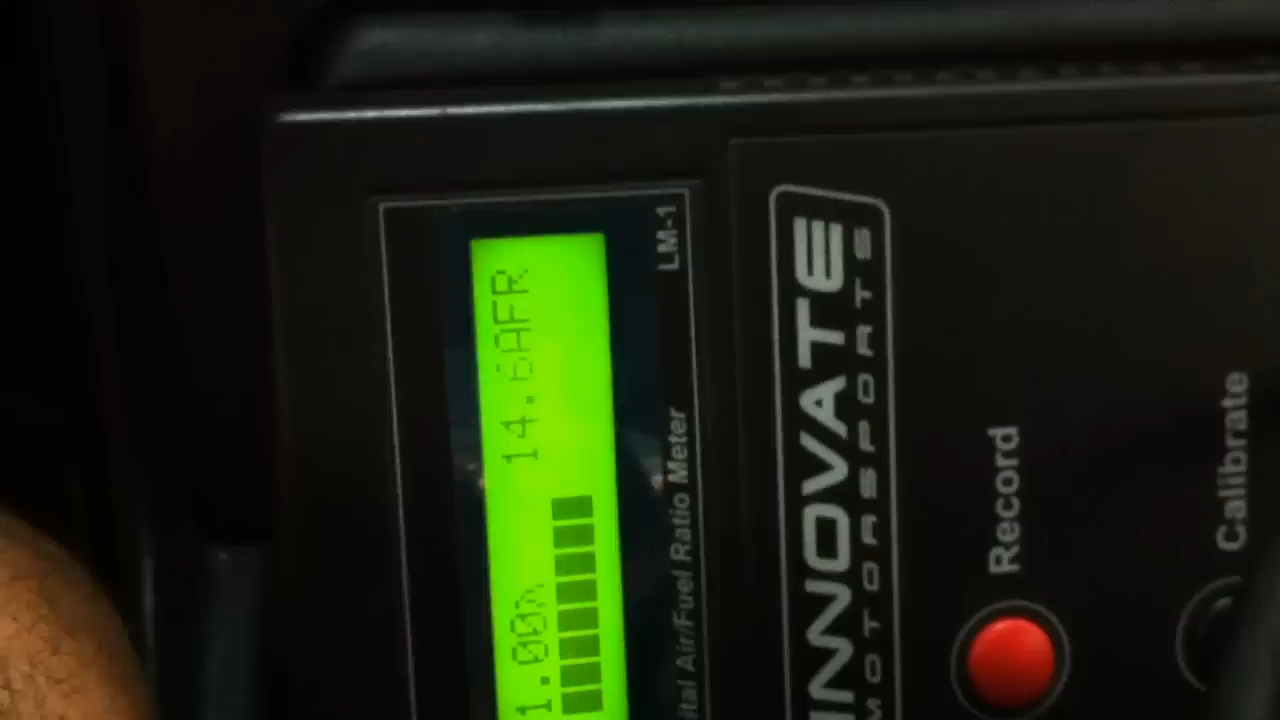 1.00λ 14.6AFR
LM-1
ital Air/Fuel Ratio Meter
INNOVATE
MOTORSPORTS
Record
Calibrate